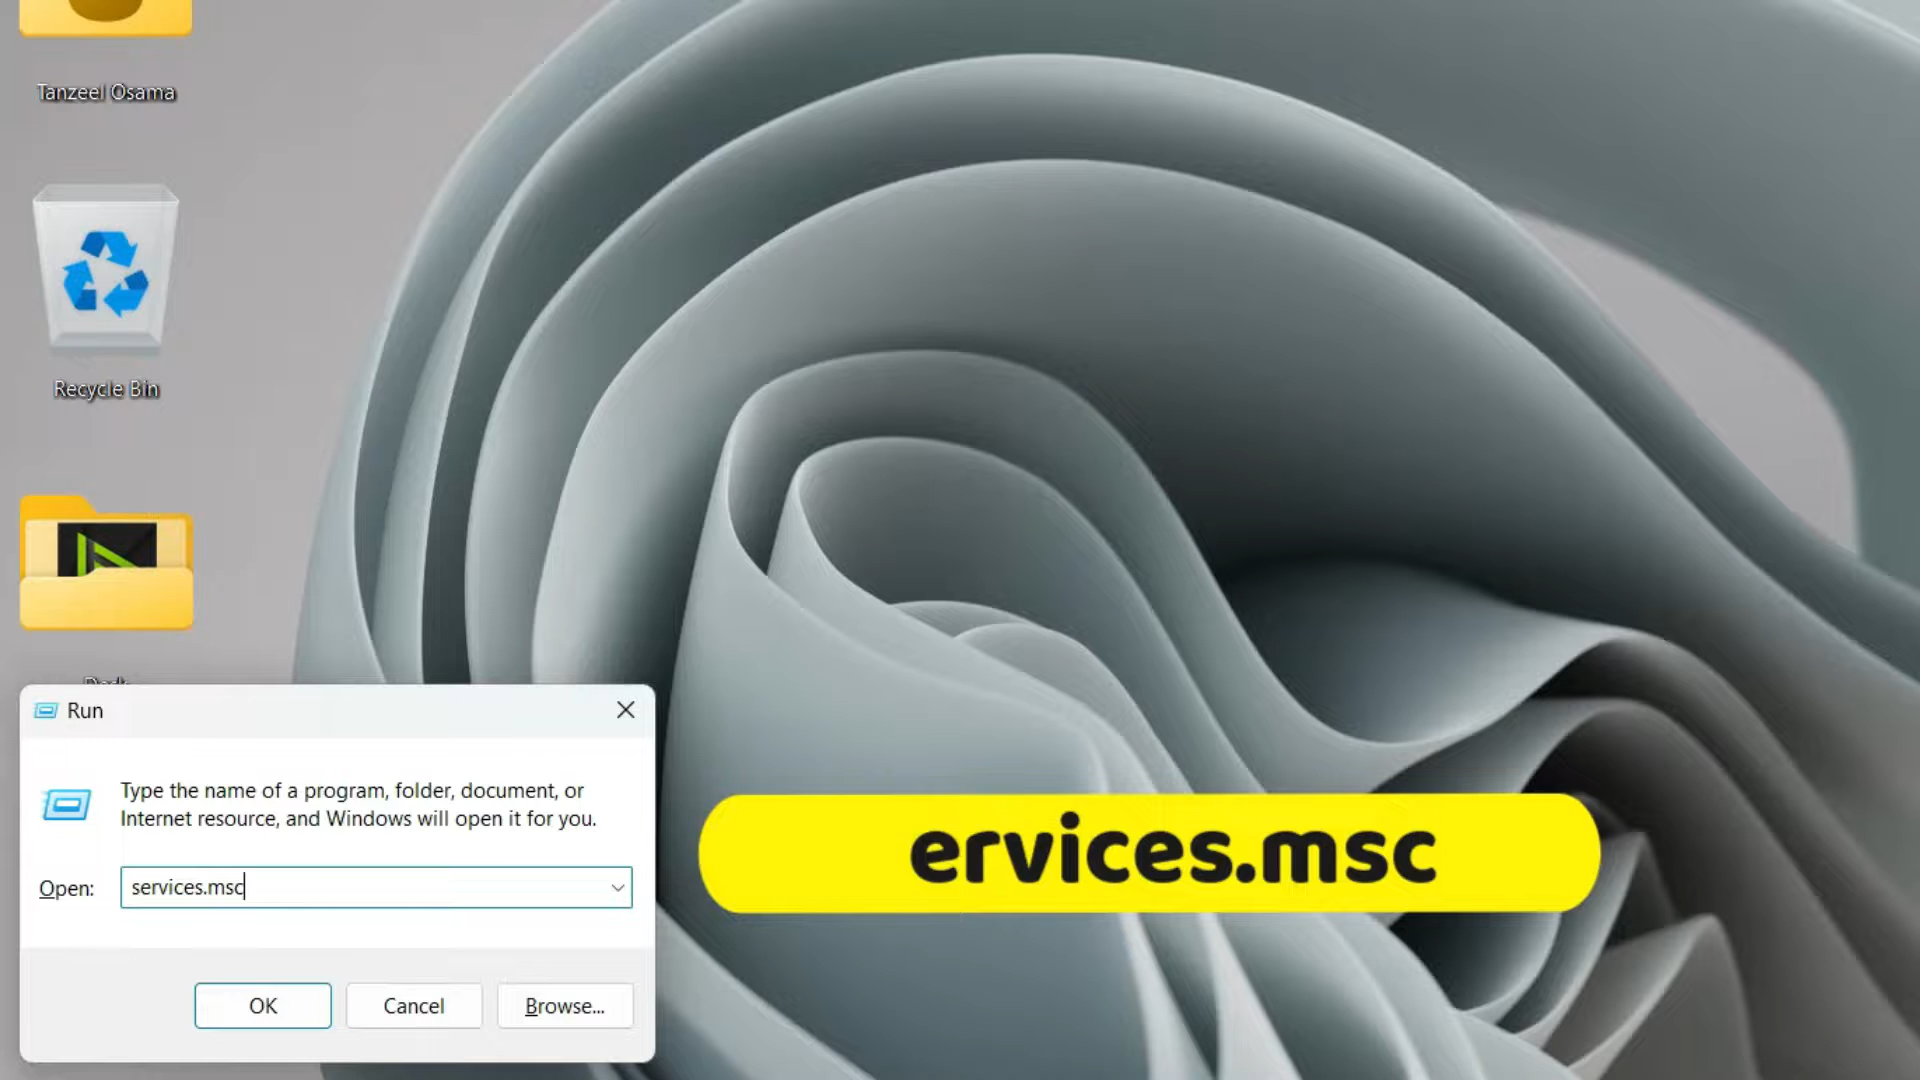 Tanzeel Osama
Recycle Bin
Run
Type the name of a program, folder, document, or
Internet resource, and Windows will open it for you.
Open: services.msc
ervices.msc
OK Cancel Browse...